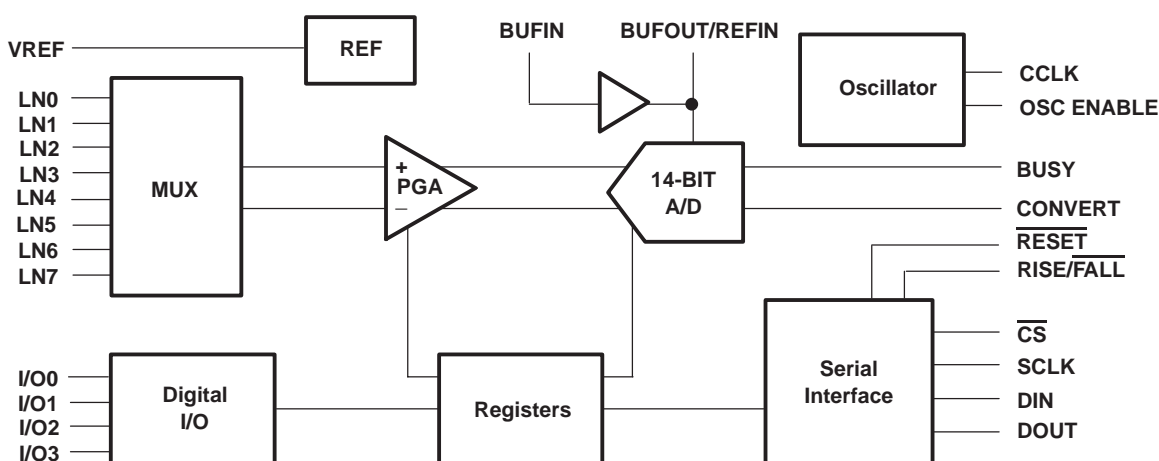 VREF
REF
BUFIN
BUFOUT/REFIN
Oscillator
CCLK
OSC ENABLE
LN0
LN1
LN2
LN3
LN4
LN5
LN6
LN7
MUX
+
PGA
–
14-BIT
A/D
BUSY
CONVERT
RESET
RISE/FALL
I/O0
I/O1
I/O2
I/O3
Digital
I/O
Registers
Serial
Interface
CS
SCLK
DIN
DOUT